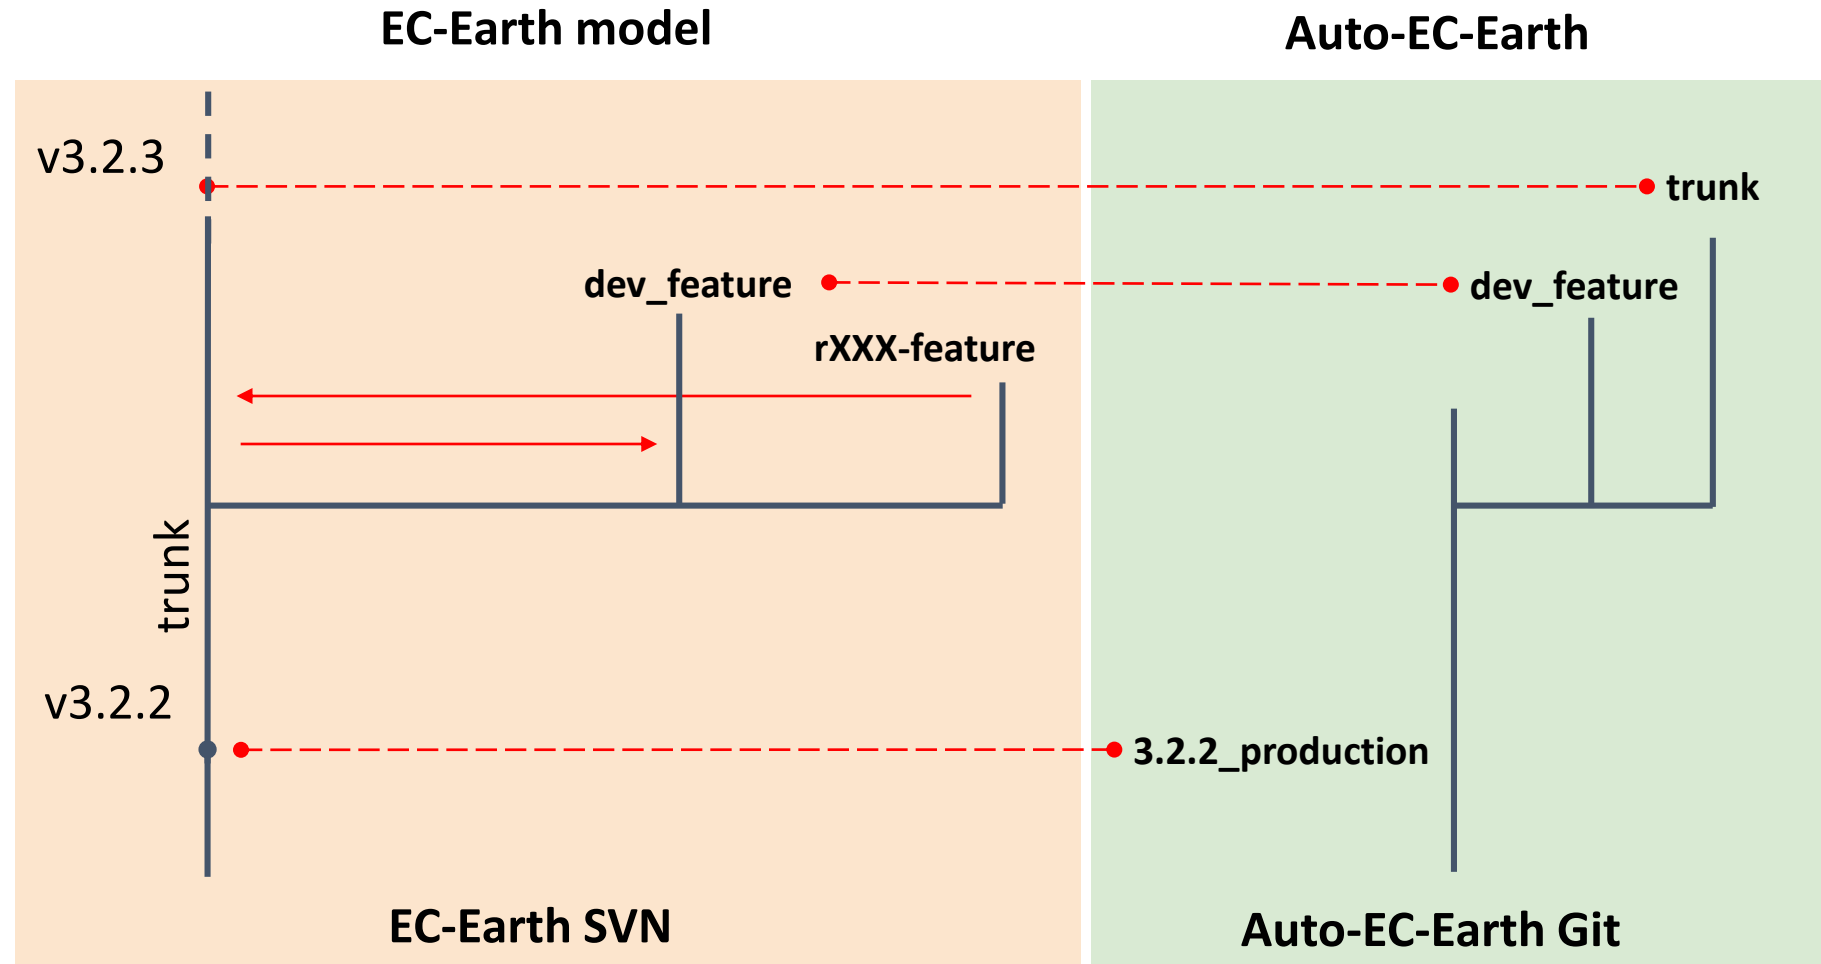 EC-Earth model
Auto-EC-Earth
v3.2.3
trunk
dev_feature
dev_feature
rXXX-feature
trunk
v3.2.2
3.2.2_production
EC-Earth SVN
Auto-EC-Earth Git